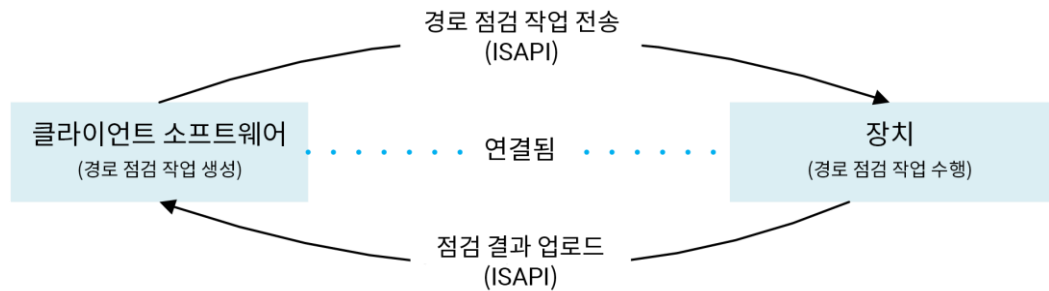 경로 점검 작업 전송
(ISAPI)
클라이언트 소프트웨어
(경로 점검 작업 생성)
연결됨
장치
(경로 점검 작업 수행)
점검 결과 업로드
(ISAPI)